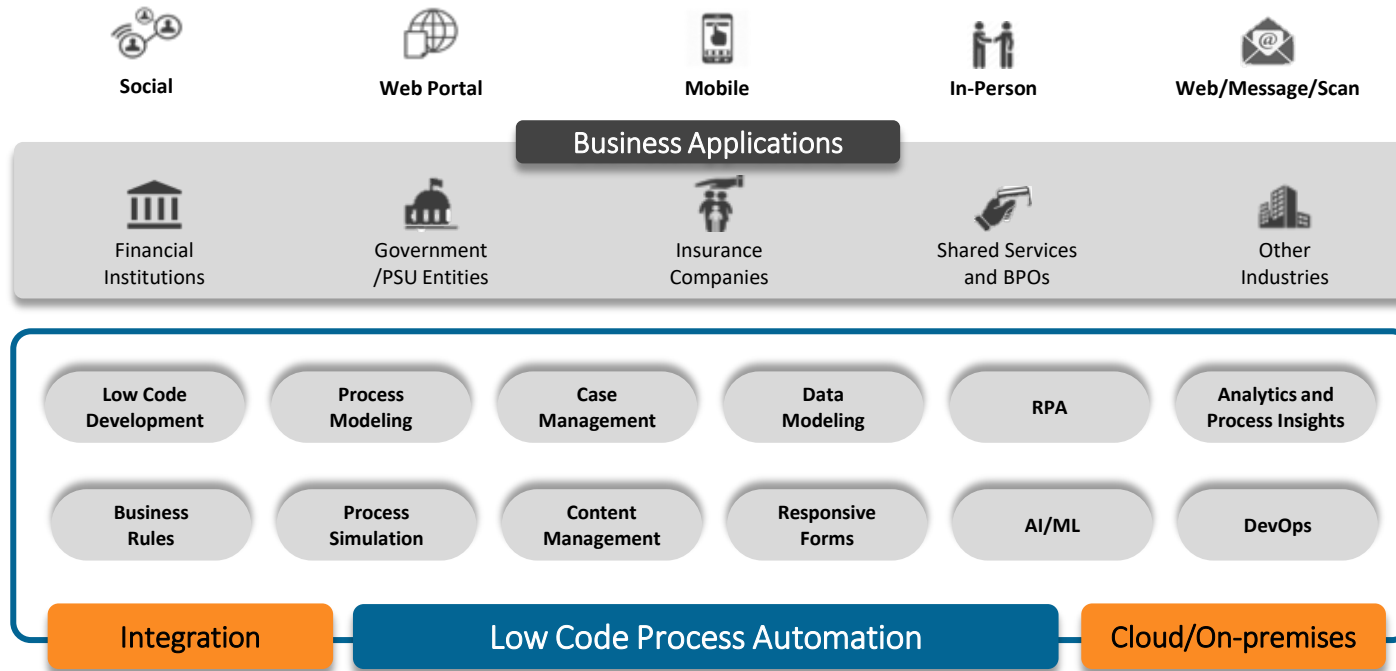 Social
Web Portal
Mobile
In-Person
Web/Message/Scan
Business Applications
Financial
Institutions
Government
/PSU Entities
Insurance
Companies
Shared Services
and BPOs
Other
Industries
Low Code
Development
Process
Modeling
Case
Management
Data
Modeling
RPA
Analytics and
Process Insights
Business
Rules
Process
Simulation
Content
Management
Responsive
Forms
AI/ML
DevOps
Integration
Low Code Process Automation
Cloud/On-premises